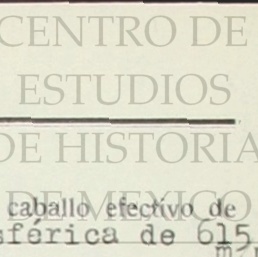 CENTRO DE
ESTUDIOS
DE HISTORIA
DE MEXICO
caballo efectivo de
sférica de 615